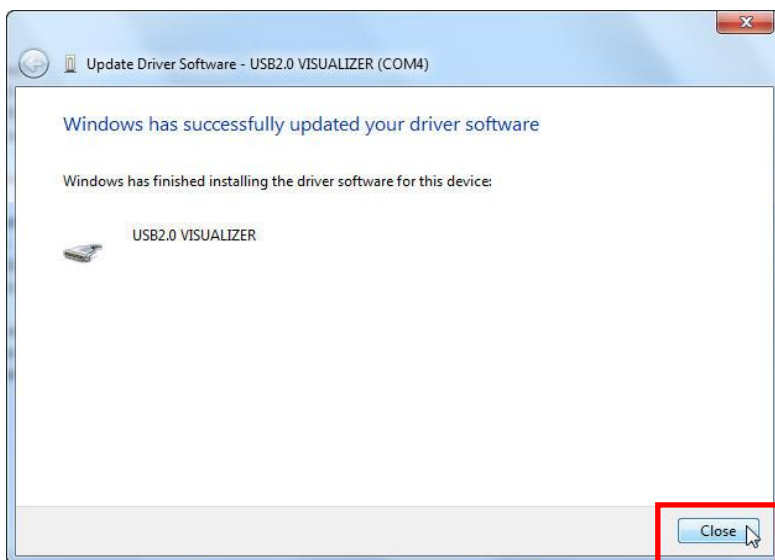 Update Driver Software - USB2.0 VISUALIZER (COM4)
Windows has successfully updated your driver software
Windows has finished installing the driver software for this device:
USB2.0 VISUALIZER
Close